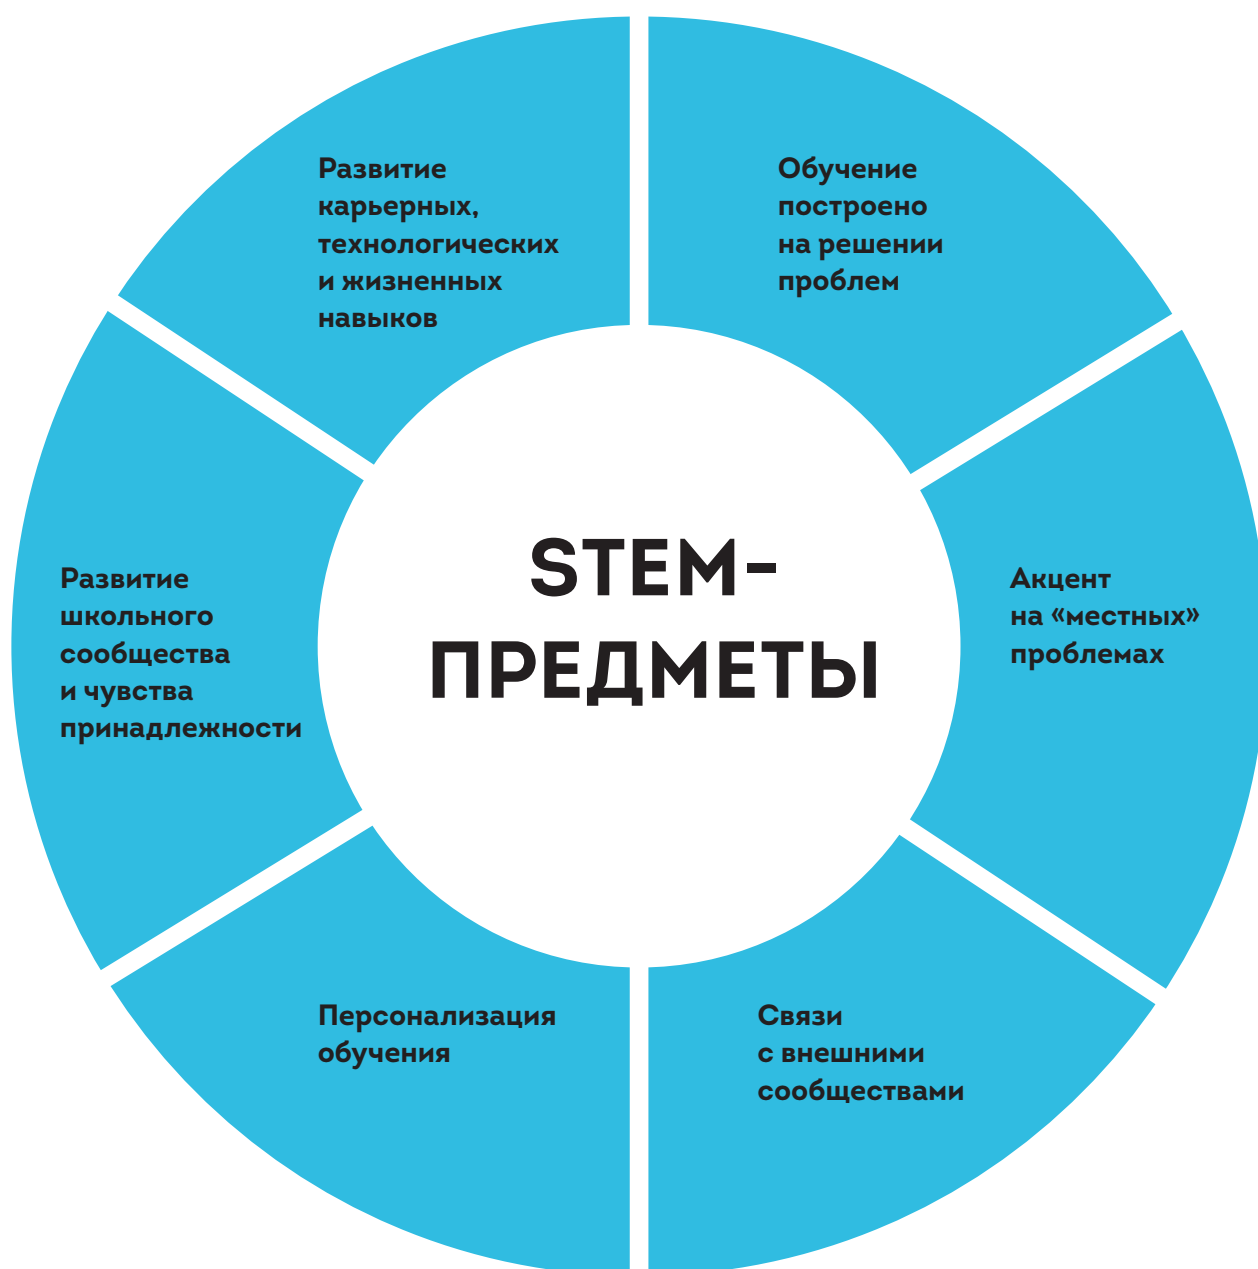 Развитие
карьерных,
технологических
и жизненных
навыков
Обучение
построено
на решении
проблем
STEM-
ПРЕДМЕТЫ
Развитие
школьного
сообщества
и чувства
принадлежности
Акцент
на «местных»
проблемах
Персонализация
обучения
Связи
с внешними
сообществами